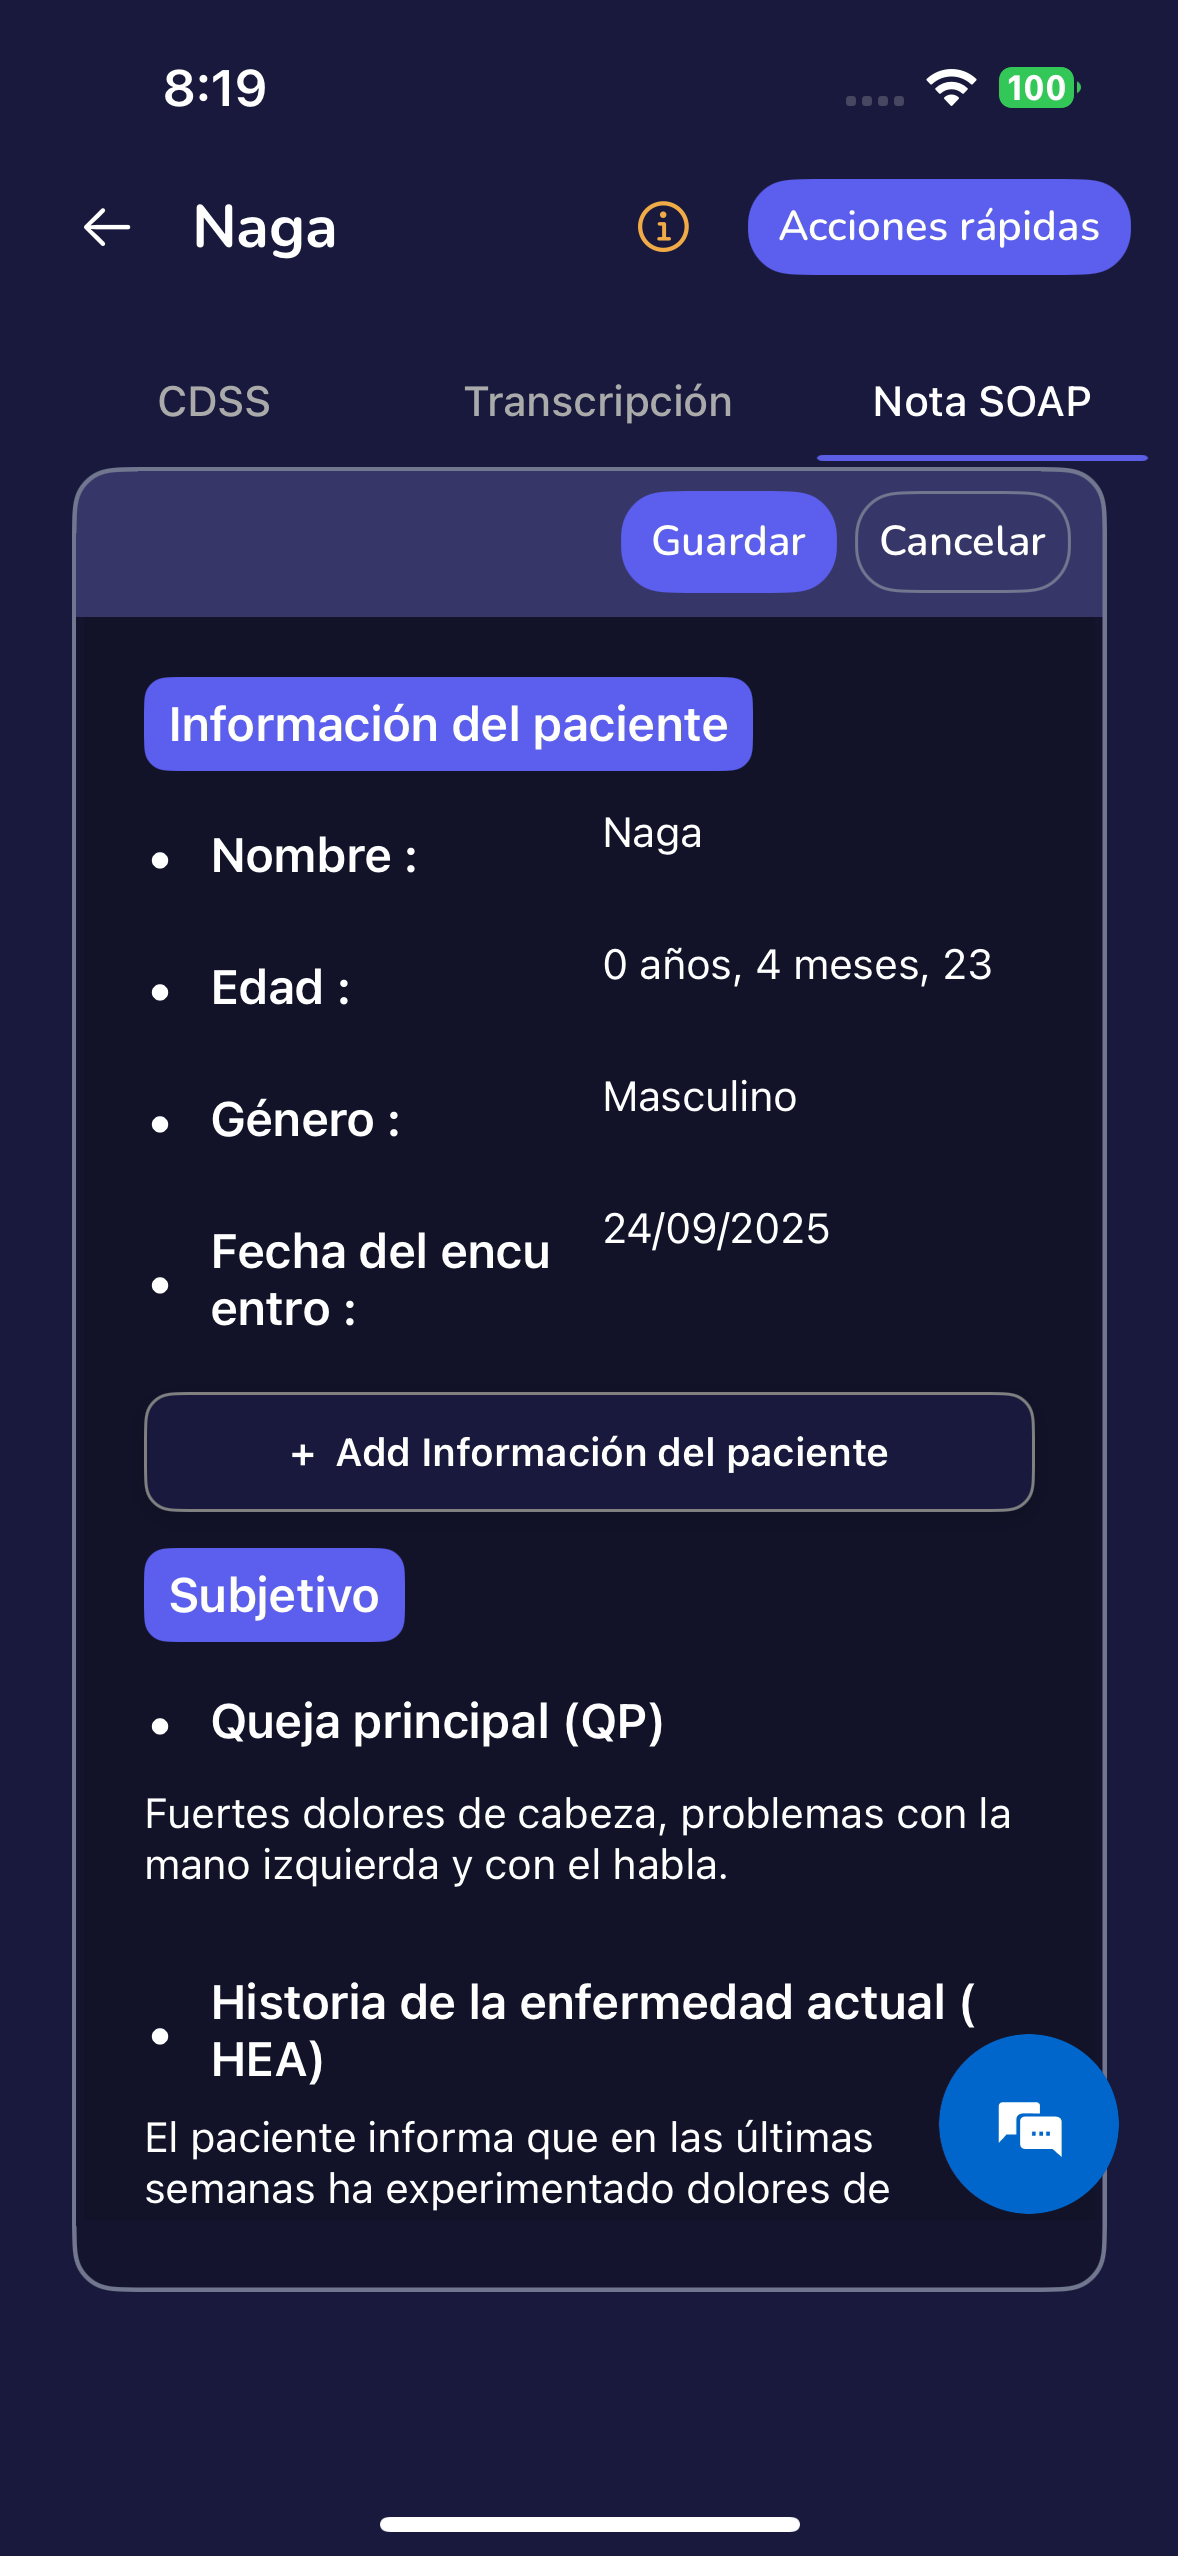 8:19
100
Naga
Acciones rápidas
CDSS
Transcripción
Nota SOAP
Guardar
Cancelar
Información del paciente
Nombre :
Naga
Edad :
0 años, 4 meses, 23
Género :
Masculino
Fecha del encu
entro :
24/09/2025
+ Add Información del paciente
Subjetivo
Queja principal (QP)
Fuertes dolores de cabeza, problemas con la
mano izquierda y con el habla.
Historia de la enfermedad actual (
HEA)
El paciente informa que en las últimas
semanas ha experimentado dolores de